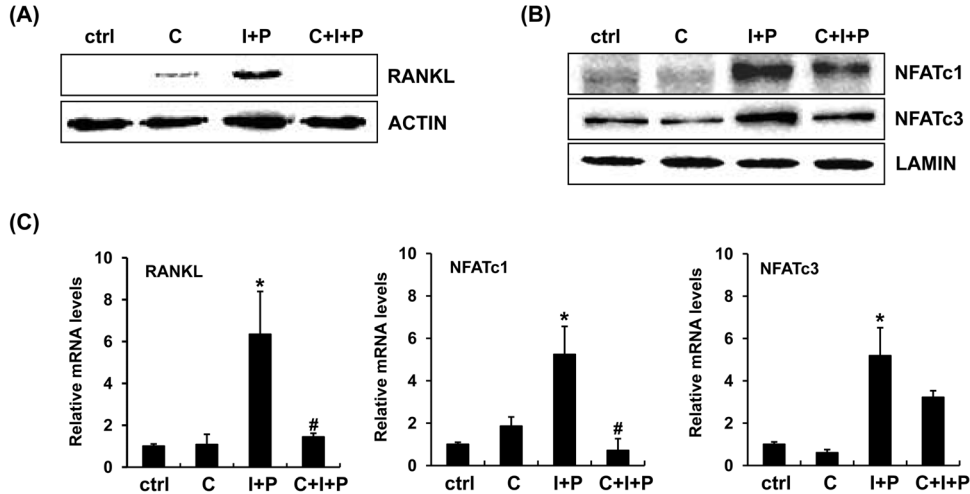 (A)
ctrl C I+P C+I+P
RANKL
ACTIN
(B)
ctrl C I+P C+I+P
NFATc1
NFATc3
LAMIN
(C)
RANKL
Relative mRNA levels
10
8
6
4
2
0
*
#
ctrl C I+P C+I+P
NFATc1
Relative mRNA levels
10
8
6
4
2
0
*
#
ctrl C I+P C+I+P
NFATc3
Relative mRNA levels
10
8
6
4
2
0
*
ctrl C I+P C+I+P